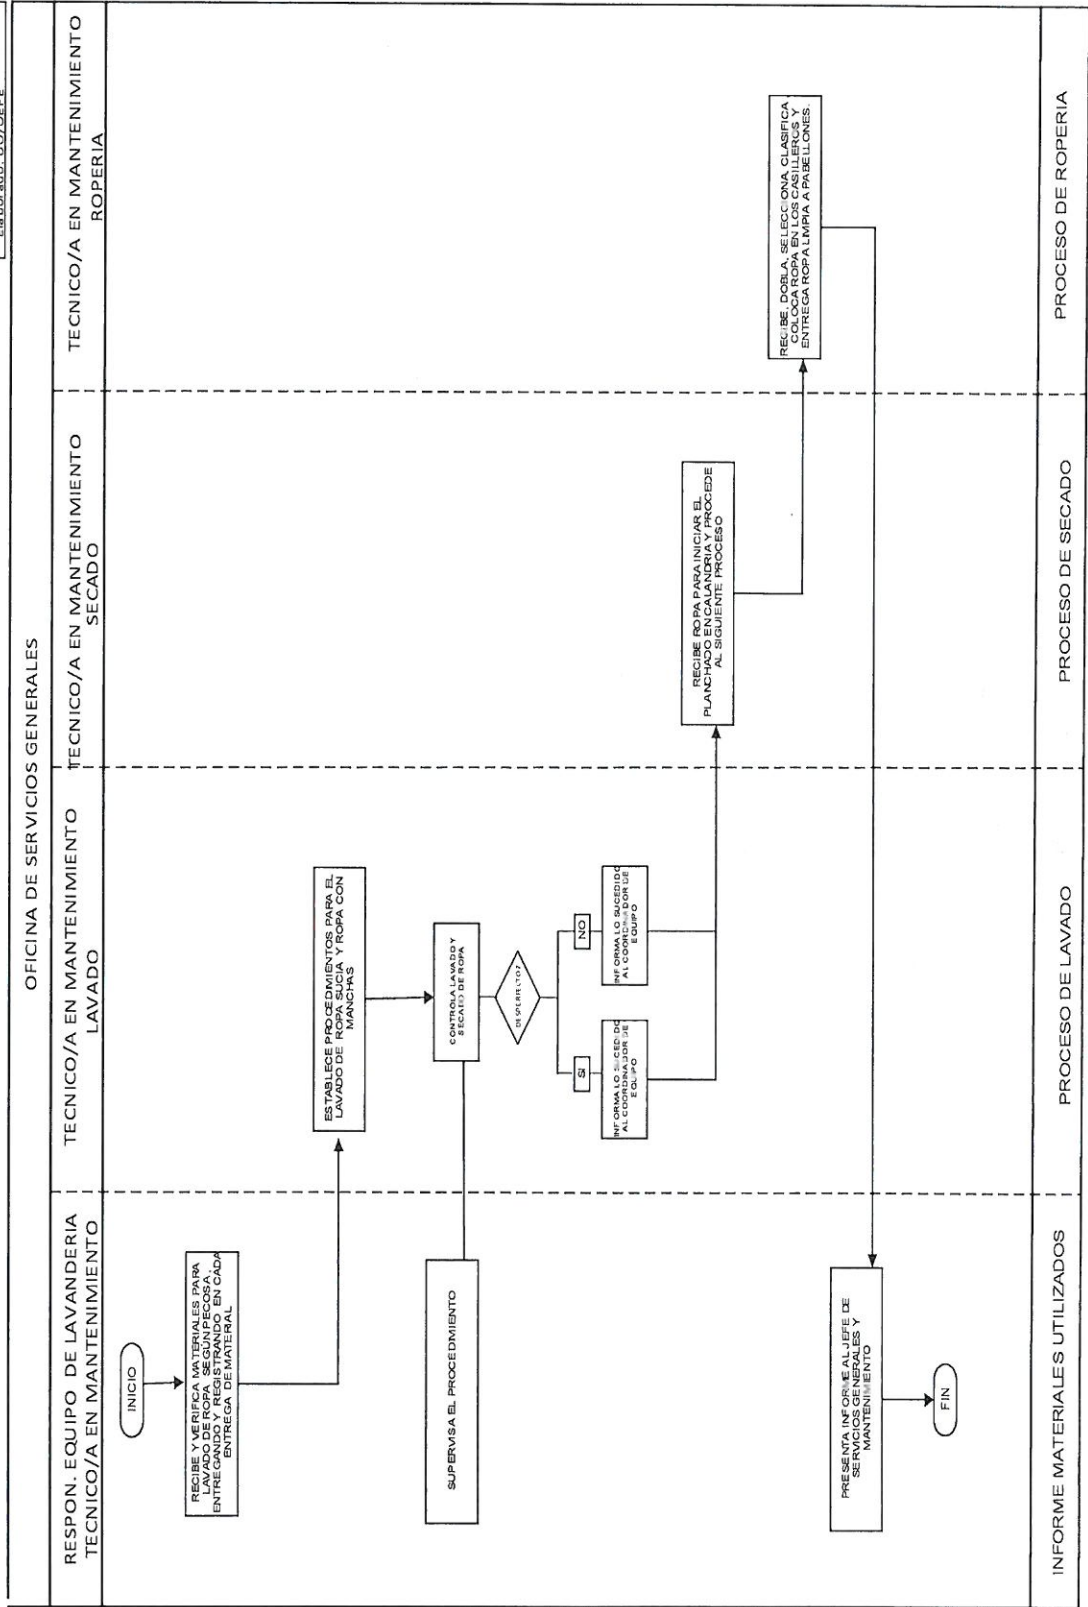 OFICINA DE SERVICIOS GENERALES
RESPON. EQUIPO DE LAVANDERIA
TECNICO/A EN MANTENIMIENTO
TECNICO/A EN MANTENIMIENTO
LAVADO
TECNICO/A EN MANTENIMIENTO
SECADO
TECNICO/A EN MANTENIMIENTO
ROPERIA
INICIO
RECIBE Y VERIFICA MATERIALES PARA
LAVADO DE ROPA SEGÚN PECOSA,
ENTREGANDO Y REGISTRANDO EN CADA
ENTREGA DE MATERIAL
ESTABLECE PROCEDIMIENTOS PARA EL
LAVADO DE ROPA SUCIA Y ROPA CON
MANCHAS
SUPERVISA EL PROCEDIMIENTO
CONTROLA LAVADO Y
SECADO DE ROPA
DESPERFECTO?
SI
NO
INFORMA LO SUCEDIDO
AL COORDINADOR DE
EQUIPO
INFORMA LO SUCEDIDO
AL COORDINADOR DE
EQUIPO
RECIBE ROPA PARA INICIAR EL
PLANCHADO EN CALANDRIA Y PROCEDE
AL SIGUIENTE PROCESO
RECIBE, DOBLA, SELECCIONA, CLASIFICA
COLOCA ROPA EN LOS CASILLEROS Y
ENTREGA ROPA LIMPIA A PABELLONES.
PRESENTA INFORME AL JEFE DE
SERVICIOS GENERALES Y
MANTENIMIENTO
FIN
INFORME MATERIALES UTILIZADOS
PROCESO DE LAVADO
PROCESO DE SECADO
PROCESO DE ROPERIA